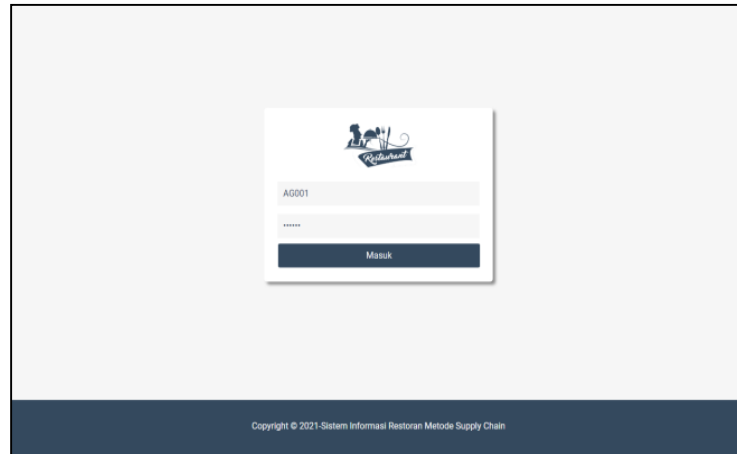 Restaurant
AG001
······
Masuk
Copyright © 2021-Sistem Informasi Restoran Metode Supply Chain